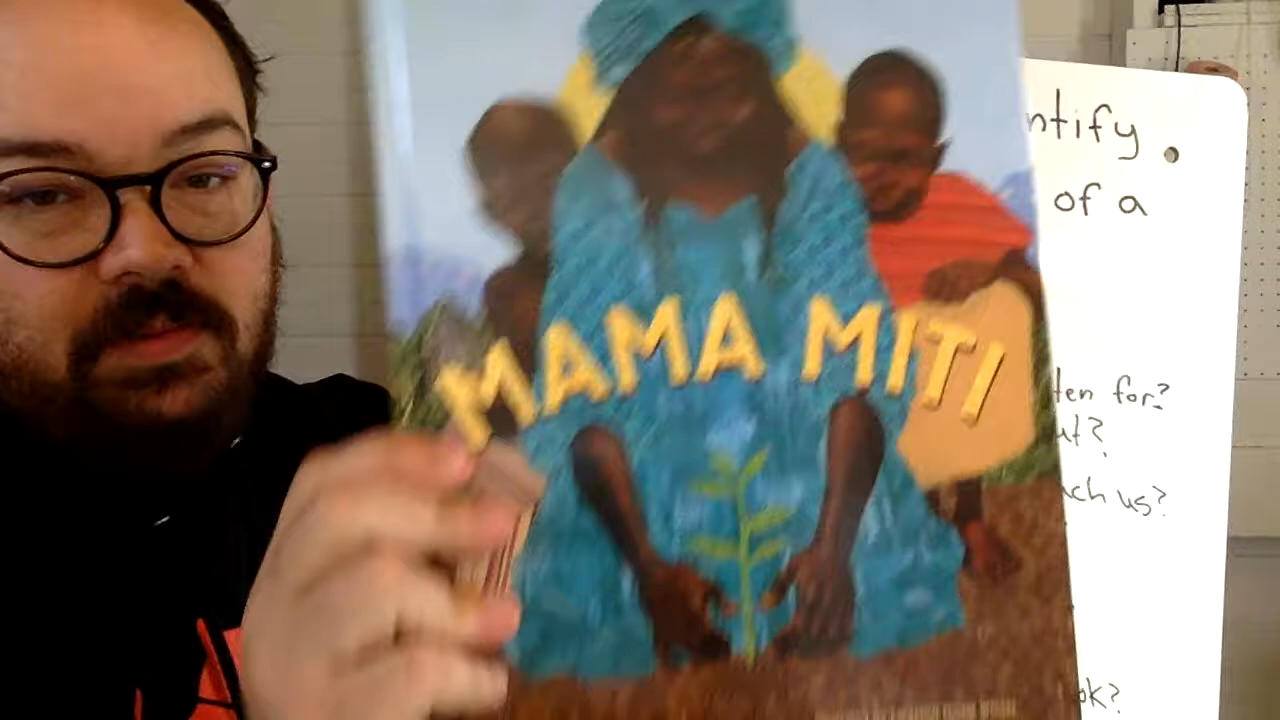 MAMA MITI
ntify.
of a
ten for?
ut?
ch us?
ok?